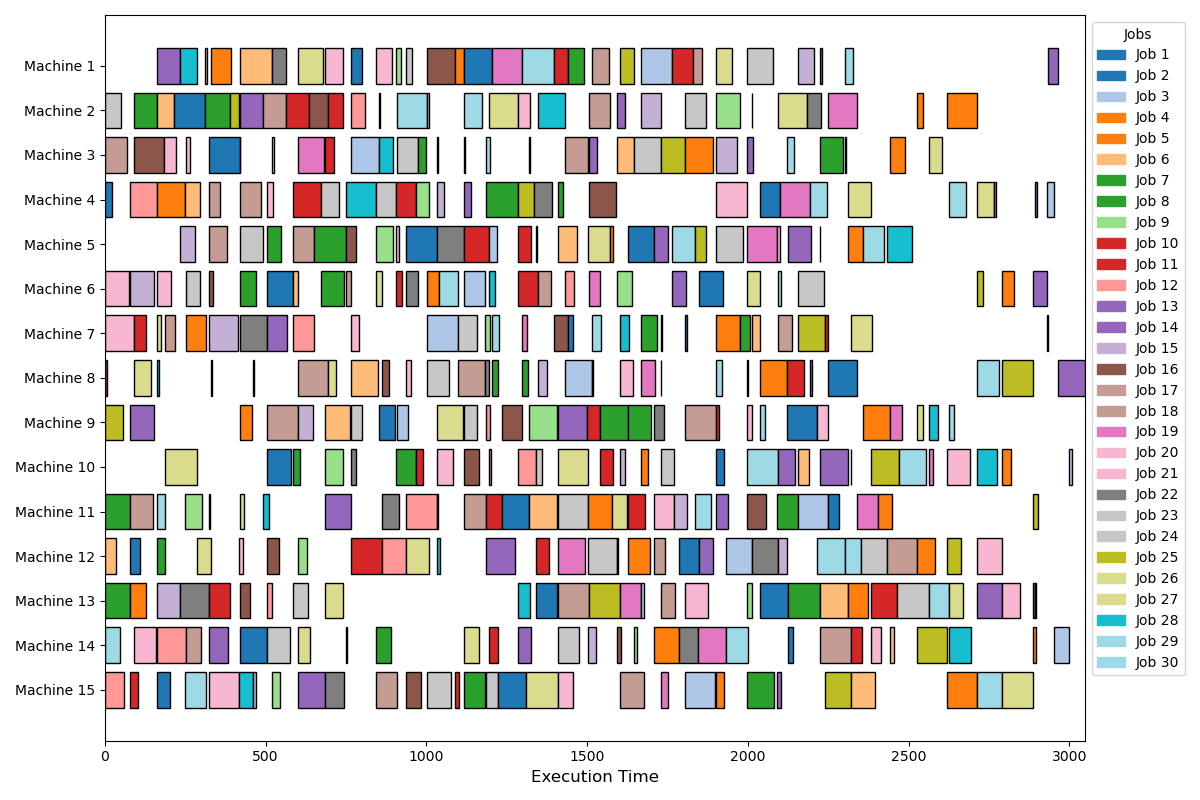 Machine 1
Machine 2
Machine 3
Machine 4
Machine 5
Machine 6
Machine 7
Machine 8
Machine 9
Machine 10
Machine 11
Machine 12
Machine 13
Machine 14
Machine 15
0 500 1000 1500 2000 2500 3000
Execution Time
Jobs
Job 1
Job 2
Job 3
Job 4
Job 5
Job 6
Job 7
Job 8
Job 9
Job 10
Job 11
Job 12
Job 13
Job 14
Job 15
Job 16
Job 17
Job 18
Job 19
Job 20
Job 21
Job 22
Job 23
Job 24
Job 25
Job 26
Job 27
Job 28
Job 29
Job 30